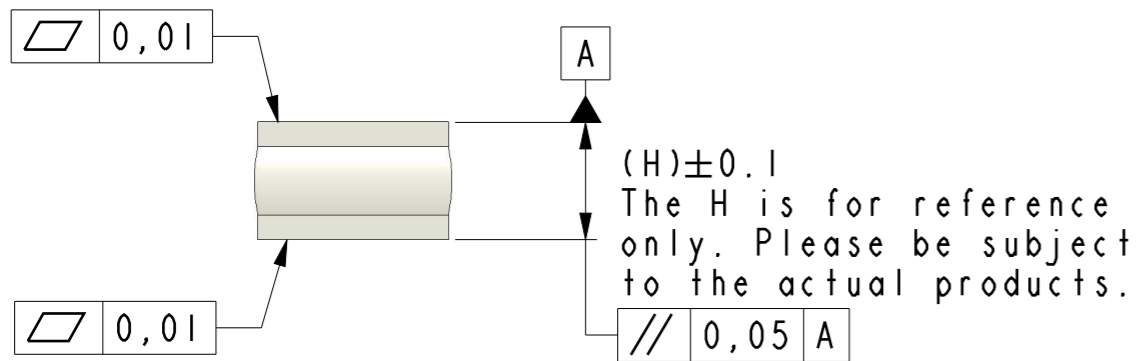 ⏥ 0,01
A
(H)±0.1
The H is for reference
only. Please be subject
to the actual products.
⏥ 0,01
// 0,05 A